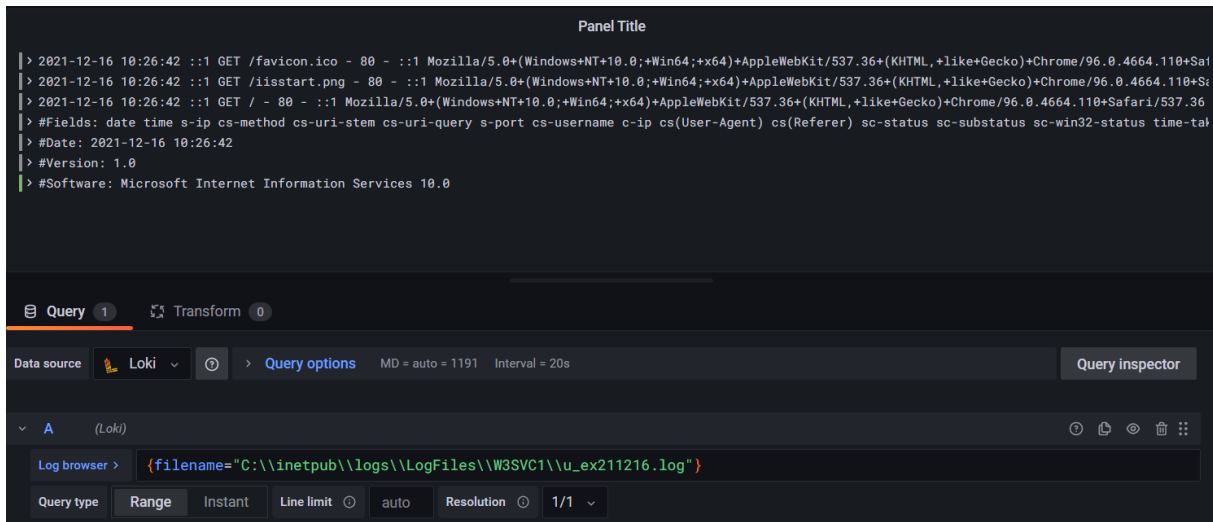 Panel Title
> 2021-12-16 10:26:42 ::1 GET /favicon.ico - 80 - ::1 Mozilla/5.0+(Windows+NT+10.0;+Win64;+x64)+AppleWebKit/537.36+(KHTML,+like+Gecko)+Chrome/96.0.4664.110+Saf
> 2021-12-16 10:26:42 ::1 GET /iisstart.png - 80 - ::1 Mozilla/5.0+(Windows+NT+10.0;+Win64;+x64)+AppleWebKit/537.36+(KHTML,+like+Gecko)+Chrome/96.0.4664.110+Sa
> 2021-12-16 10:26:42 ::1 GET / - 80 - ::1 Mozilla/5.0+(Windows+NT+10.0;+Win64;+x64)+AppleWebKit/537.36+(KHTML,+like+Gecko)+Chrome/96.0.4664.110+Safari/537.36
> #Fields: date time s-ip cs-method cs-uri-stem cs-uri-query s-port cs-username c-ip cs(User-Agent) cs(Referer) sc-status sc-substatus sc-win32-status time-tak
> #Date: 2021-12-16 10:26:42
> #Version: 1.0
> #Software: Microsoft Internet Information Services 10.0
Query 1 Transform 0
Data source Loki > Query options MD = auto = 1191 Interval = 20s Query inspector
A (Loki)
Log browser > {filename="C:\\inetpub\\logs\\LogFiles\\W3SVC1\\u_ex211216.log"}
Query type Range Instant Line limit auto Resolution 1/1